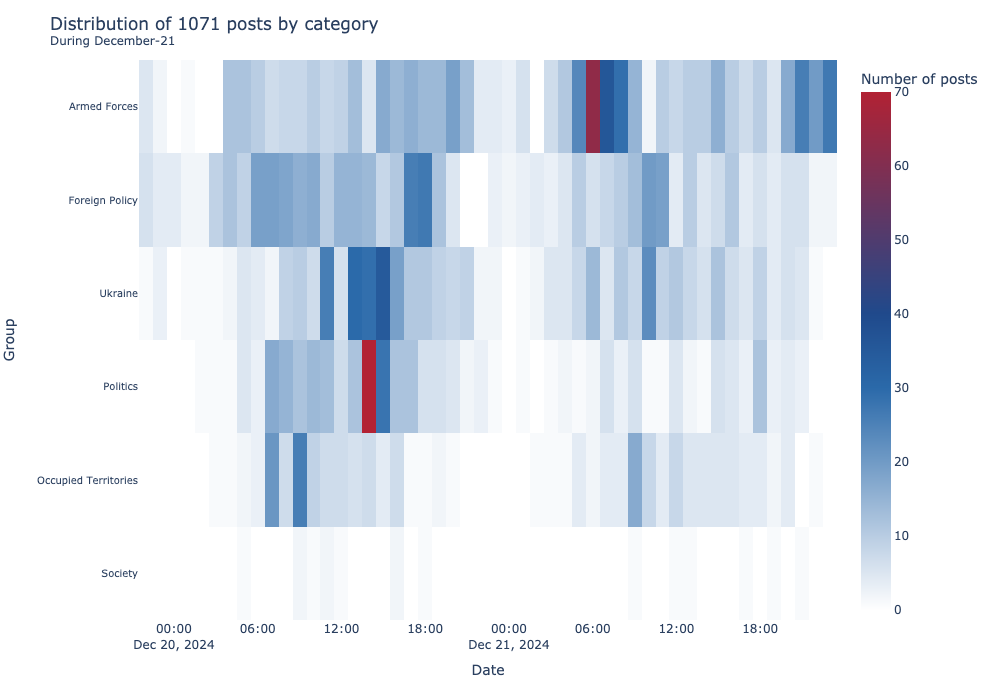 Distribution of 1071 posts by category
During December-21
Number of posts
70
60
50
40
30
20
10
0
Group
Armed Forces
Foreign Policy
Ukraine
Politics
Occupied Territories
Society
00:00 06:00 12:00 18:00 00:00 06:00 12:00 18:00
Dec 20, 2024 Dec 21, 2024
Date